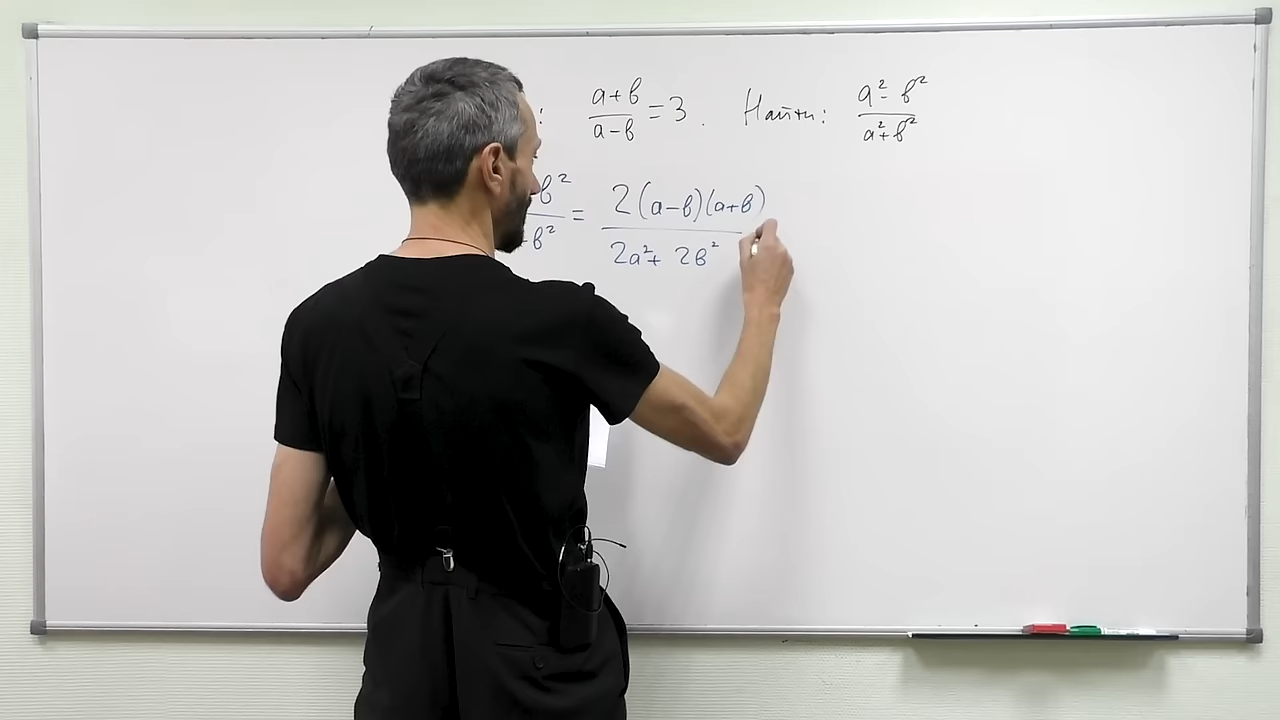 : (a+b)/(a-b) = 3. Найти: (a² - b²)/(a² + b²)
b²/b² = 2(a-b)(a+b)/(2a² + 2b²)